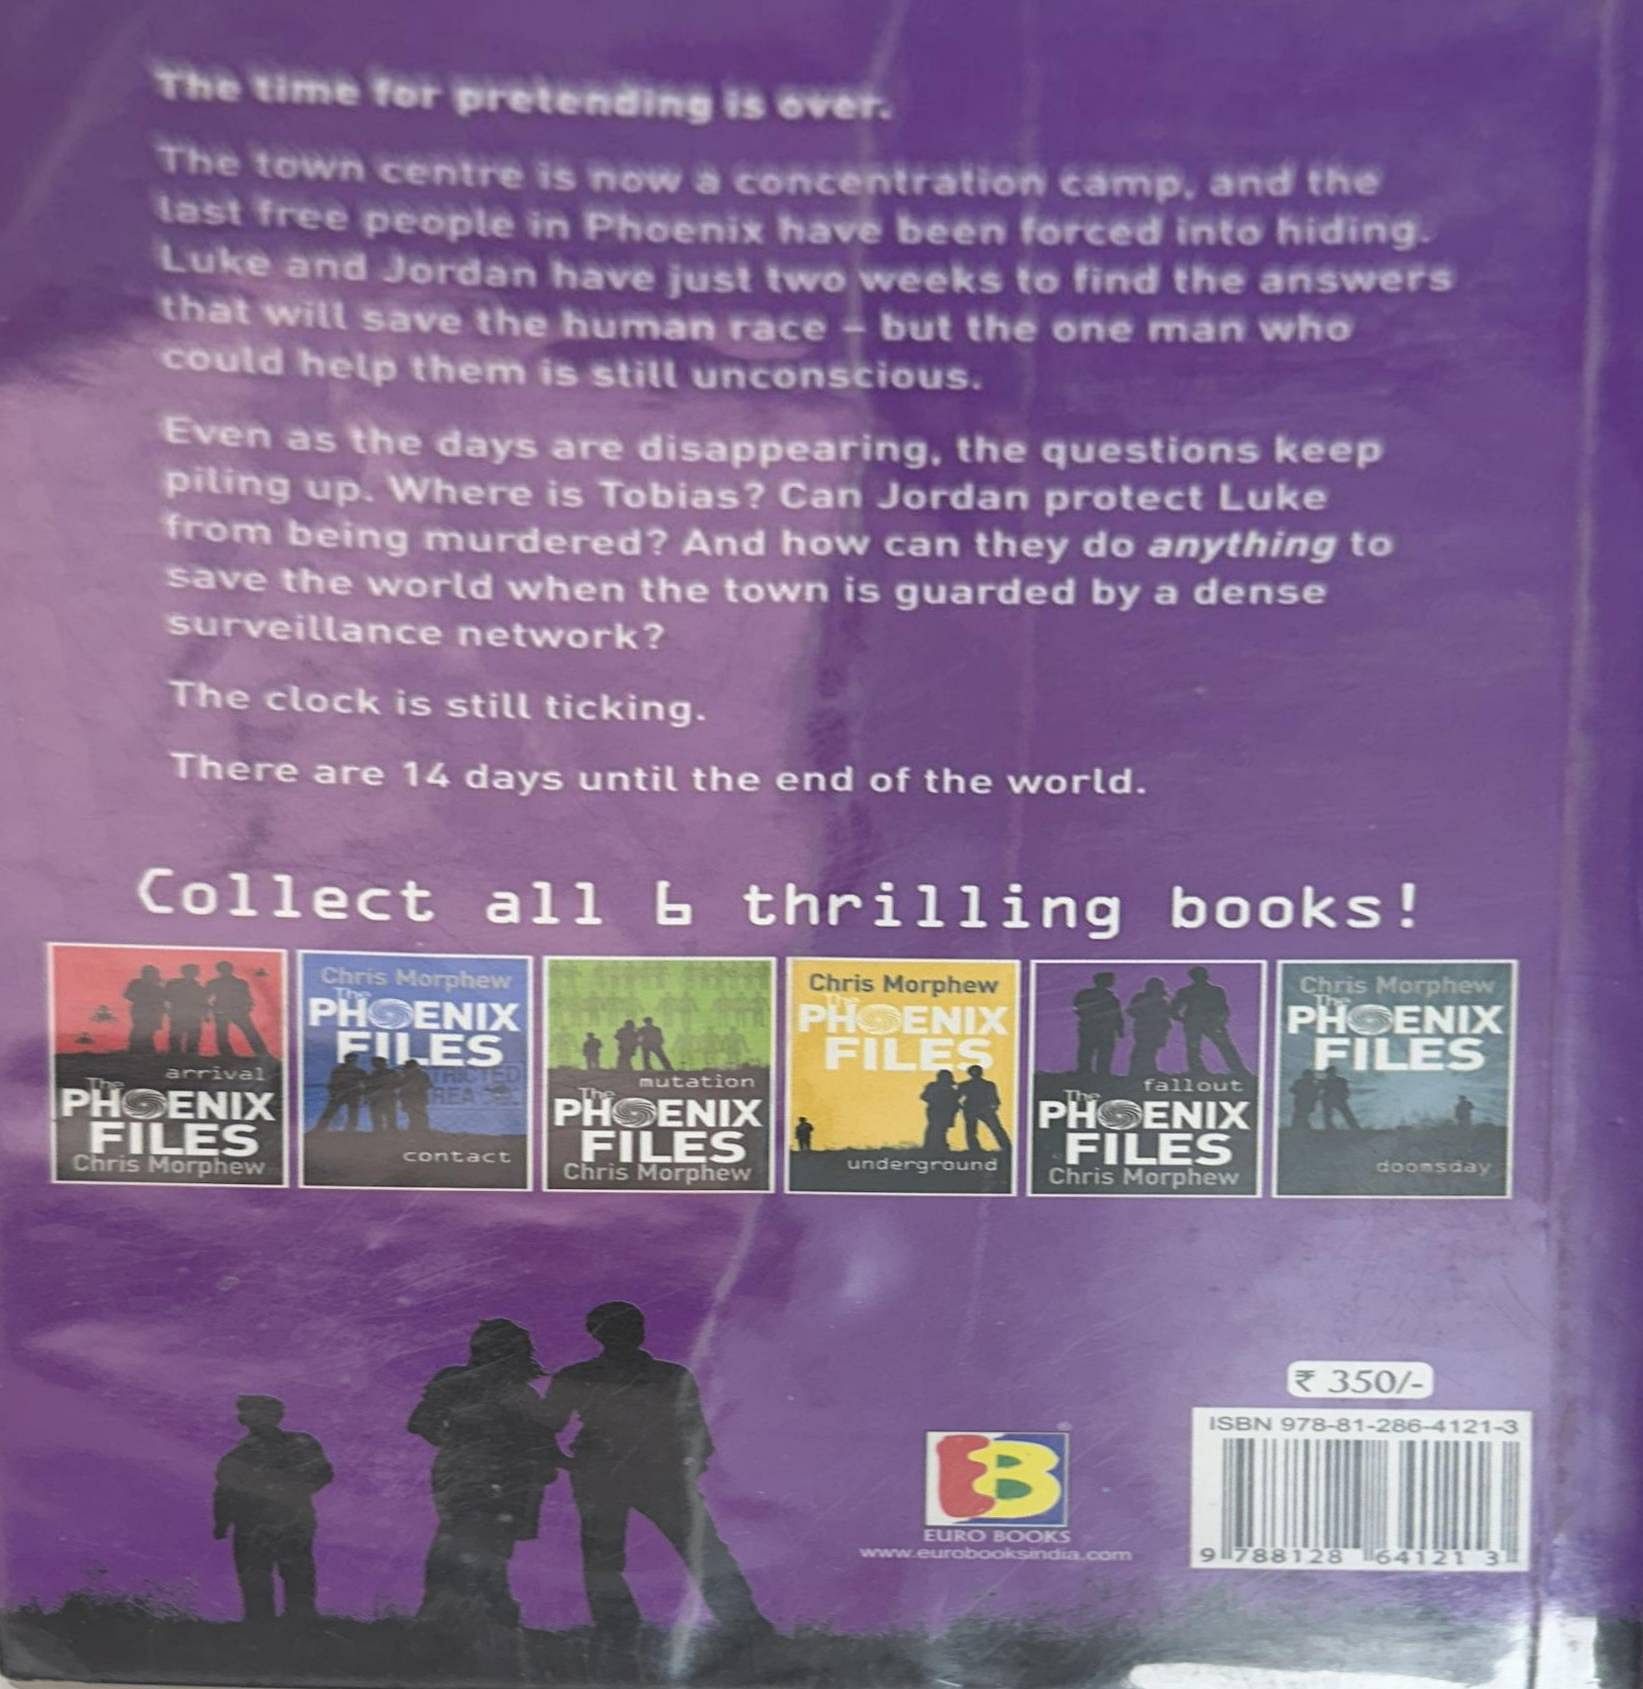 The time for pretending is over.
The town centre is now a concentration camp, and the
last free people in Phoenix have been forced into hiding.
Luke and Jordan have just two weeks to find the answers
that will save the human race – but the one man who
could help them is still unconscious.
Even as the days are disappearing, the questions keep
piling up. Where is Tobias? Can Jordan protect Luke
from being murdered? And how can they do anything to
save the world when the town is guarded by a dense
surveillance network?
The clock is still ticking.
There are 14 days until the end of the world.
Collect all 6 thrilling books!
arrival
The
PHOENIX
FILES
Chris Morphew
Chris Morphew
The
PHOENIX
FILES
contact
mutation
The
PHOENIX
FILES
Chris Morphew
Chris Morphew
The
PHOENIX
FILES
underground
fallout
The
PHOENIX
FILES
Chris Morphew
Chris Morphew
The
PHOENIX
FILES
doomsday
₹ 350/-
ISBN 978-81-286-4121-3
9 788128 641213
EB
EURO BOOKS
www.eurobooksindia.com